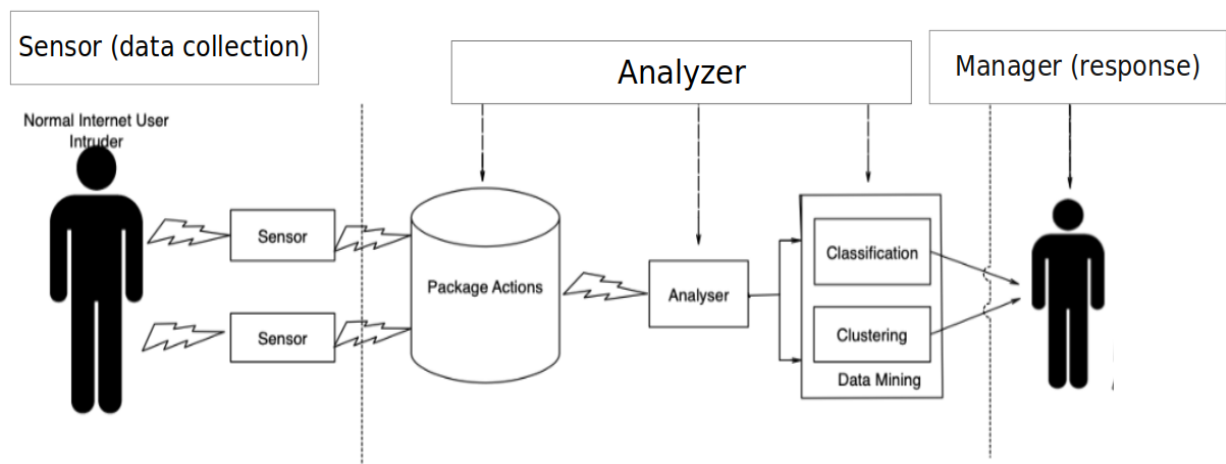 Sensor (data collection)
Analyzer
Manager (response)
Normal Internet User
Intruder
Sensor
Sensor
Package Actions
Analyser
Classification
Clustering
Data Mining